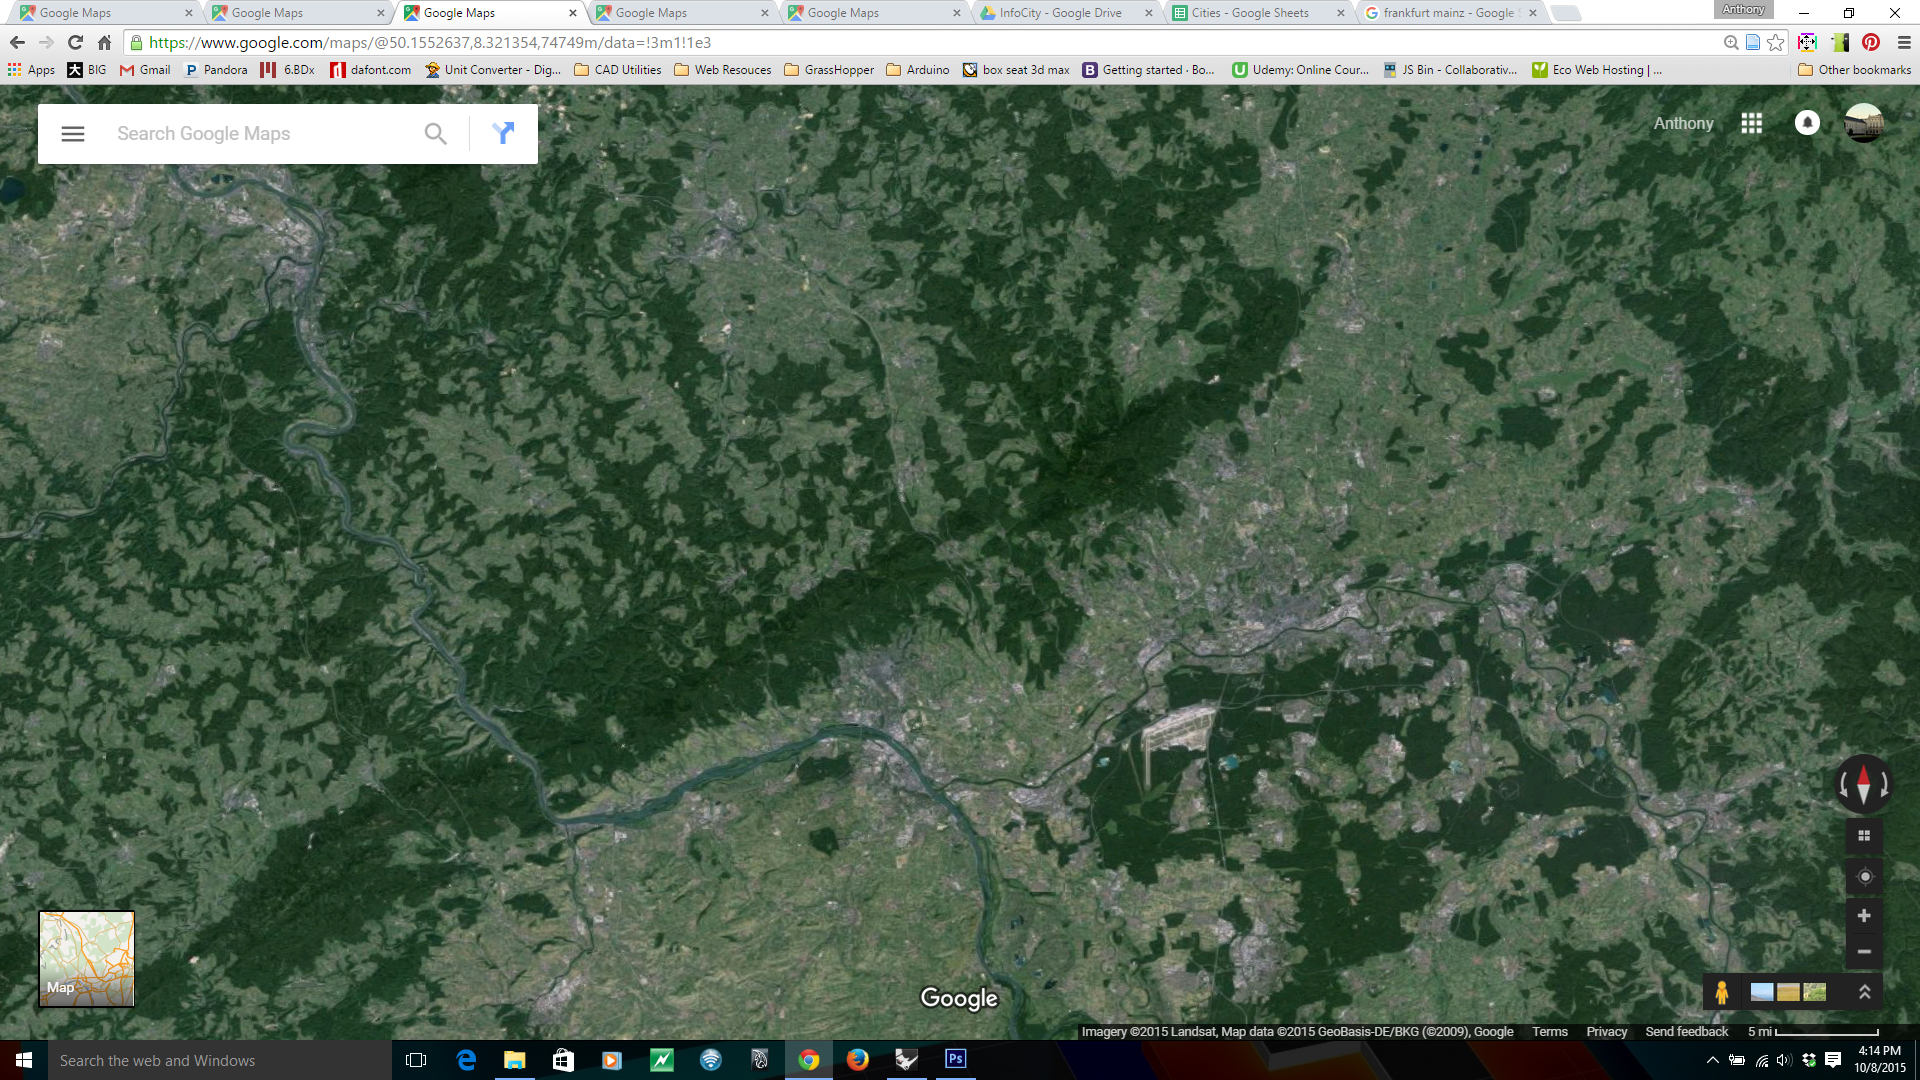 Google Maps
Google Maps
Google Maps
Google Maps
Google Maps
InfoCity - Google Drive
Cities - Google Sheets
frankfurt mainz - Google
Anthony
https://www.google.com/maps/@50.1552637,8.321354,74749m/data=!3m1!1e3
Apps
BIG
Gmail
Pandora
6.BDx
dafont.com
Unit Converter - Dig...
CAD Utilities
Web Resouces
GrassHopper
Arduino
box seat 3d max
Getting started · Bo...
Udemy: Online Cour...
JS Bin - Collaborativ...
Eco Web Hosting | ...
Other bookmarks
Search Google Maps
Anthony
Map
Google
Imagery ©2015 Landsat, Map data ©2015 GeoBasis-DE/BKG (©2009), Google
Terms
Privacy
Send feedback
5 mi
Search the web and Windows
Ps
4:14 PM
10/8/2015